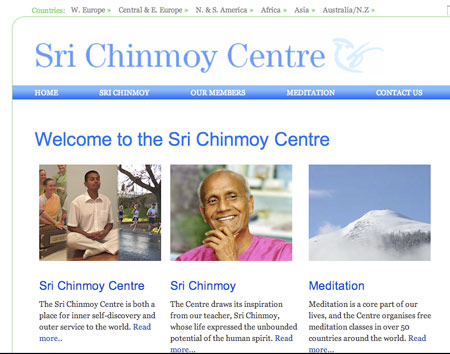 Countries: W. Europe » Central & E. Europe » N. & S. America » Africa » Asia » Australia/N.Z »
Sri Chinmoy Centre
HOME SRI CHINMOY OUR MEMBERS MEDITATION CONTACT US
Welcome to the Sri Chinmoy Centre
Sri Chinmoy Centre
The Sri Chinmoy Centre is both a
place for inner self-discovery and
outer service to the world. Read
more..
Sri Chinmoy
The Centre draws its inspiration
from our teacher, Sri Chinmoy,
whose life expressed the unbounded
potential of the human spirit. Read
more...
Meditation
Meditation is a core part of our
lives, and the Centre organises free
meditation classes in over 50
countries around the world. Read
more...